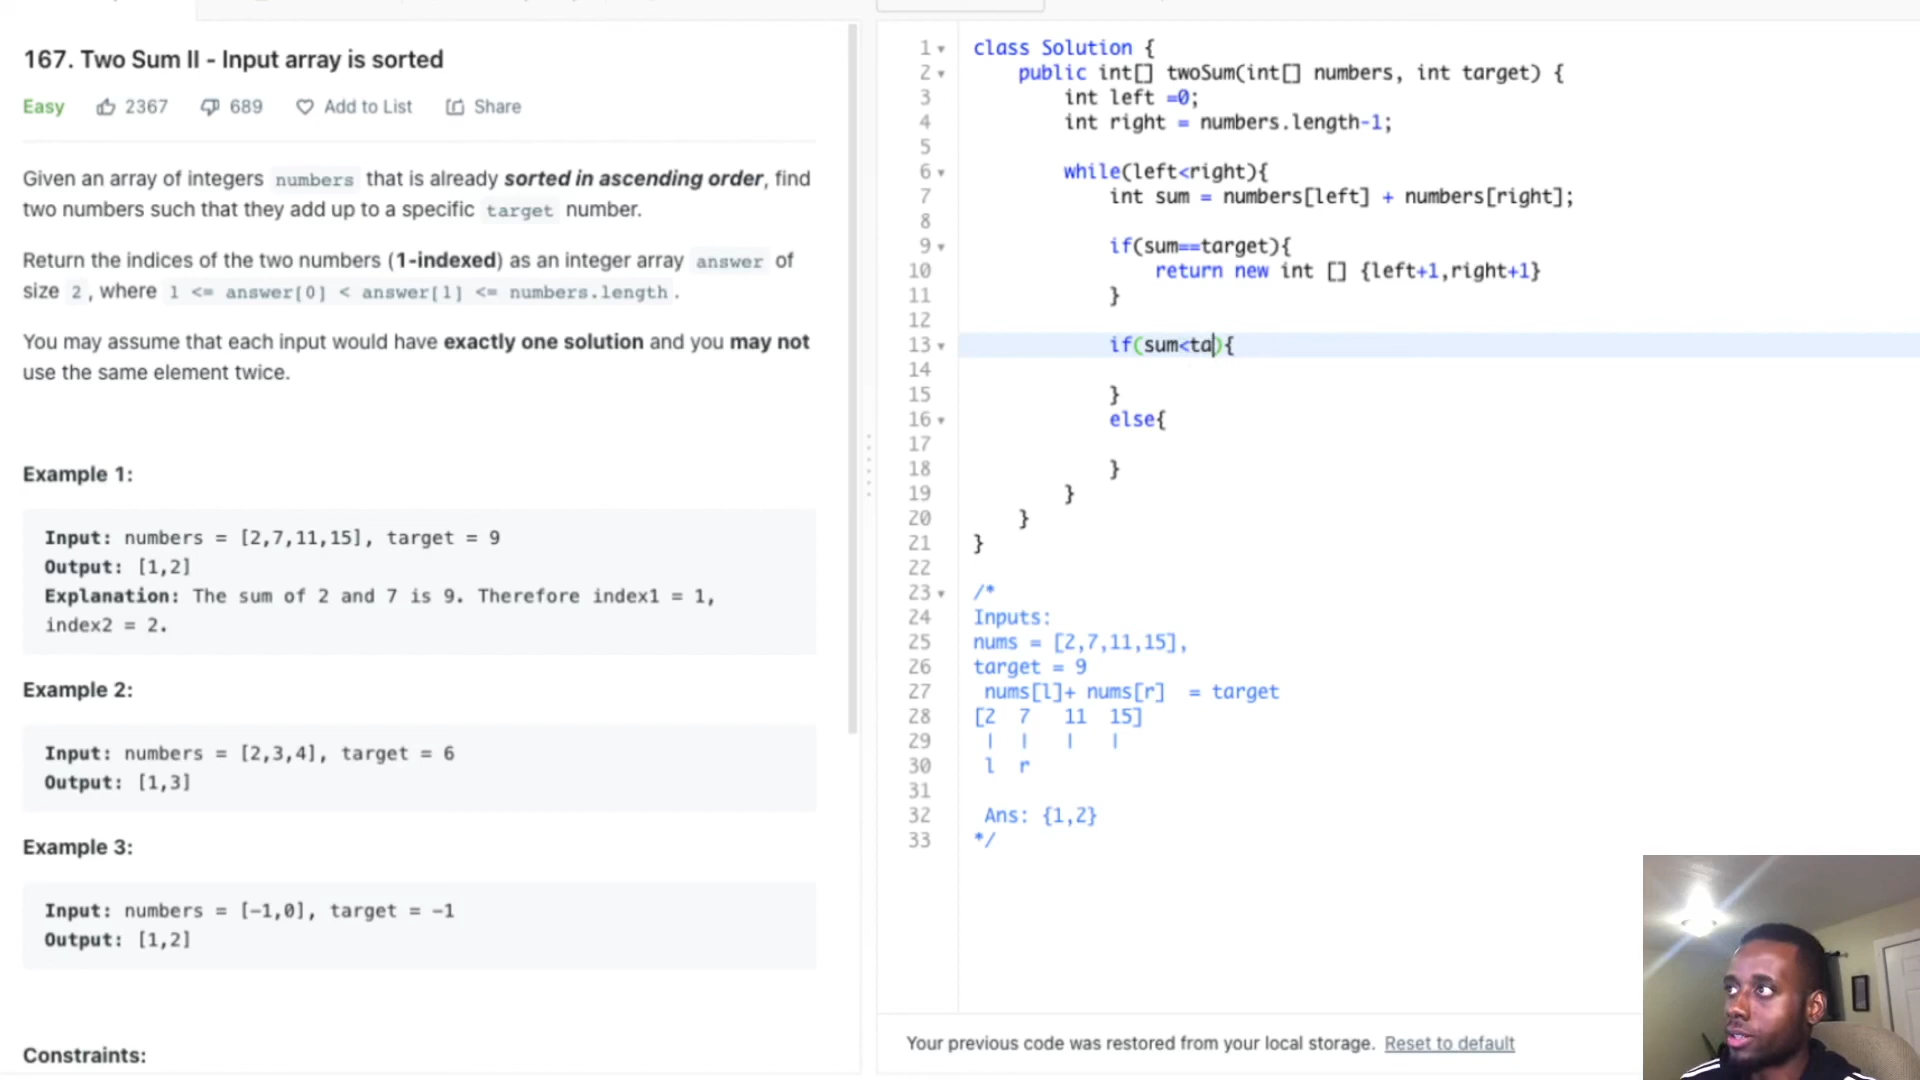 167. Two Sum II - Input array is sorted
Easy 2367 689 Add to List Share
Given an array of integers numbers that is already sorted in ascending order, find
two numbers such that they add up to a specific target number.
Return the indices of the two numbers (1-indexed) as an integer array answer of
size 2, where 1 <= answer[0] < answer[1] <= numbers.length.
You may assume that each input would have exactly one solution and you may not
use the same element twice.
Example 1:
Input: numbers = [2,7,11,15], target = 9
Output: [1,2]
Explanation: The sum of 2 and 7 is 9. Therefore index1 = 1,
index2 = 2.
Example 2:
Input: numbers = [2,3,4], target = 6
Output: [1,3]
Example 3:
Input: numbers = [-1,0], target = -1
Output: [1,2]
Constraints:
1 class Solution {
2 public int[] twoSum(int[] numbers, int target) {
3 int left =0;
4 int right = numbers.length-1;
5
6 while(left<right){
7 int sum = numbers[left] + numbers[right];
8
9 if(sum==target){
10 return new int [] {left+1,right+1}
11 }
12
13 if(sum<ta){
14
15 }
16 else{
17
18 }
19 }
20 }
21 }
22
23 /*
24 Inputs:
25 nums = [2,7,11,15],
26 target = 9
27 nums[l]+ nums[r] = target
28 [2 7 11 15]
29 | | | |
30 l r
31
32 Ans: {1,2}
33 */
Your previous code was restored from your local storage. Reset to default